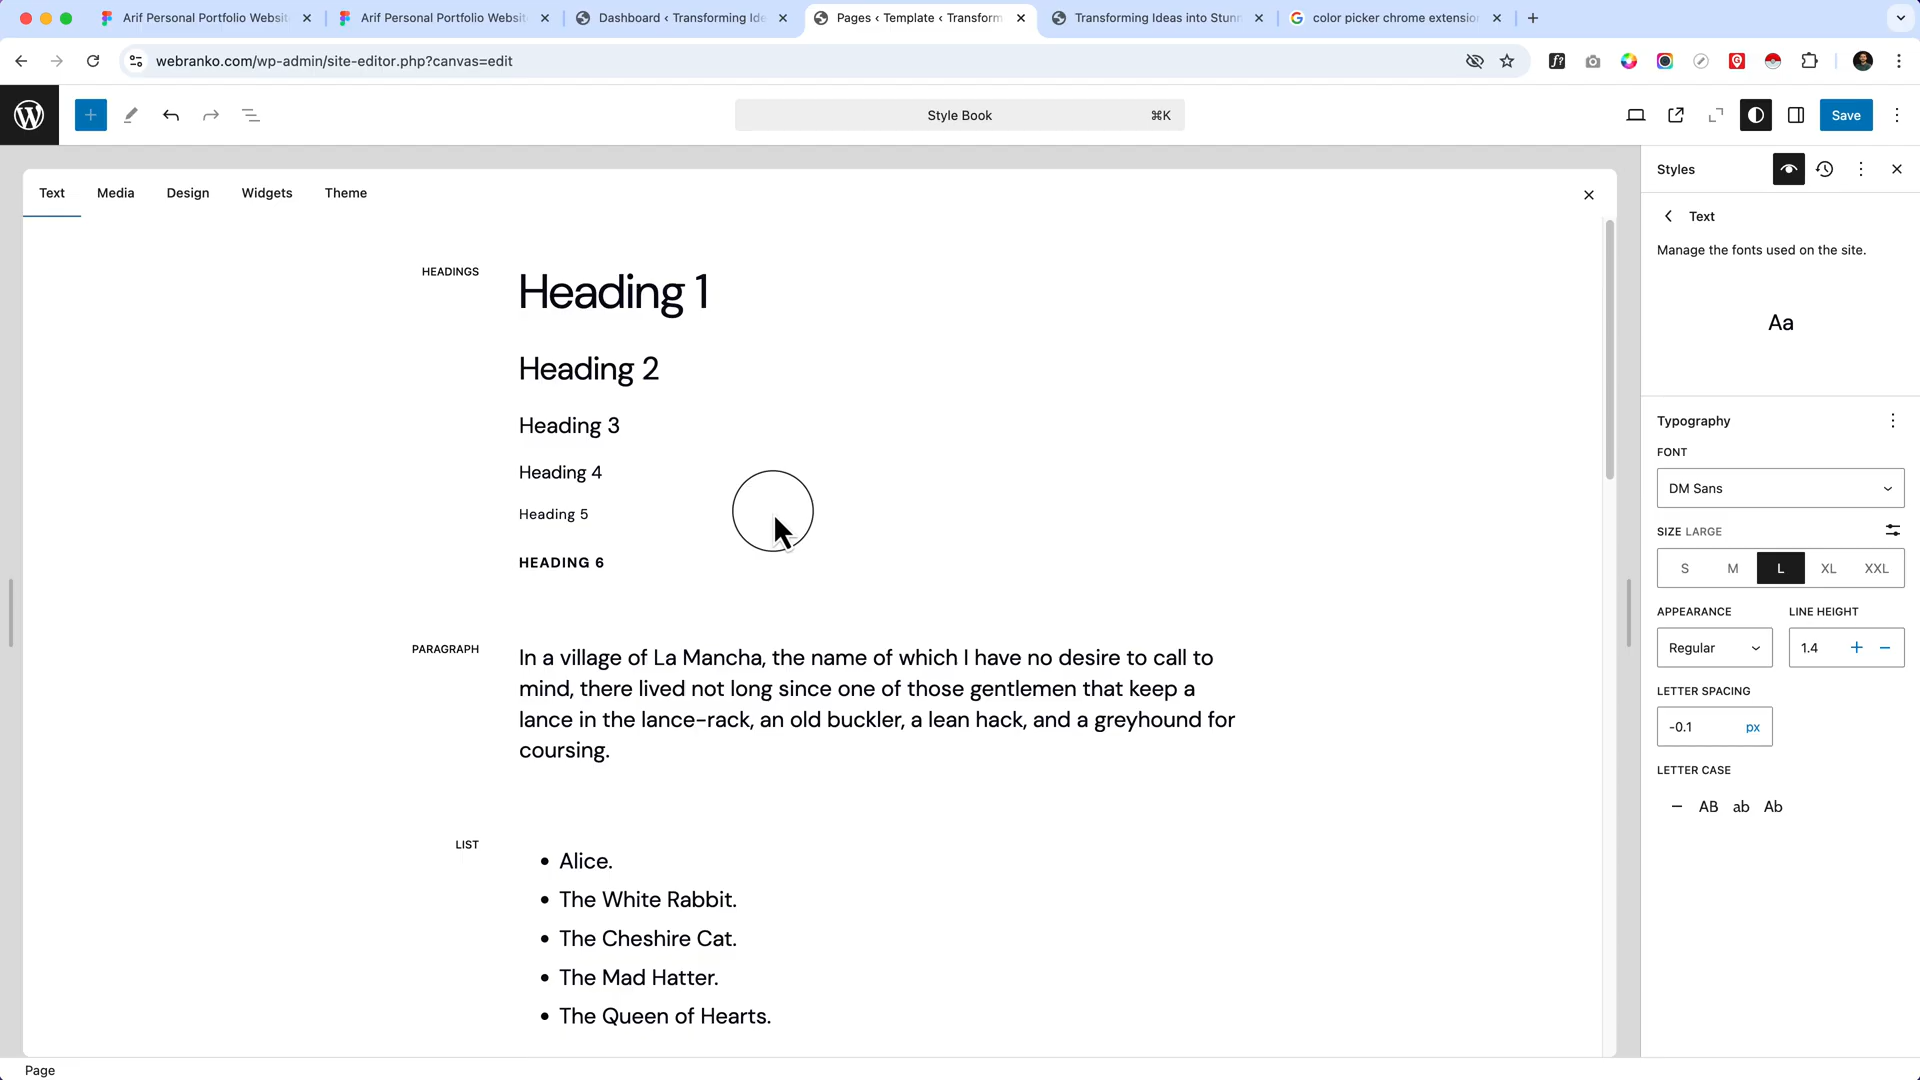 Arif Personal Portfolio Websit
Arif Personal Portfolio Websit
Dashboard ‹ Transforming Ide
Pages ‹ Template ‹ Transform
Transforming Ideas into Stunn
color picker chrome extensio
webranko.com/wp-admin/site-editor.php?canvas=edit
Style Book ⌘K
Save
Text Media Design Widgets Theme
Styles
Text
Manage the fonts used on the site.
Aa
HEADINGS
Heading 1
Heading 2
Heading 3
Heading 4
Heading 5
HEADING 6
PARAGRAPH
In a village of La Mancha, the name of which I have no desire to call to
mind, there lived not long since one of those gentlemen that keep a
lance in the lance-rack, an old buckler, a lean hack, and a greyhound for
coursing.
LIST
• Alice.
• The White Rabbit.
• The Cheshire Cat.
• The Mad Hatter.
• The Queen of Hearts.
Typography
FONT
DM Sans
SIZE LARGE
S M L XL XXL
APPEARANCE LINE HEIGHT
Regular 1.4 + −
LETTER SPACING
-0.1 px
LETTER CASE
— AB ab Ab
Page